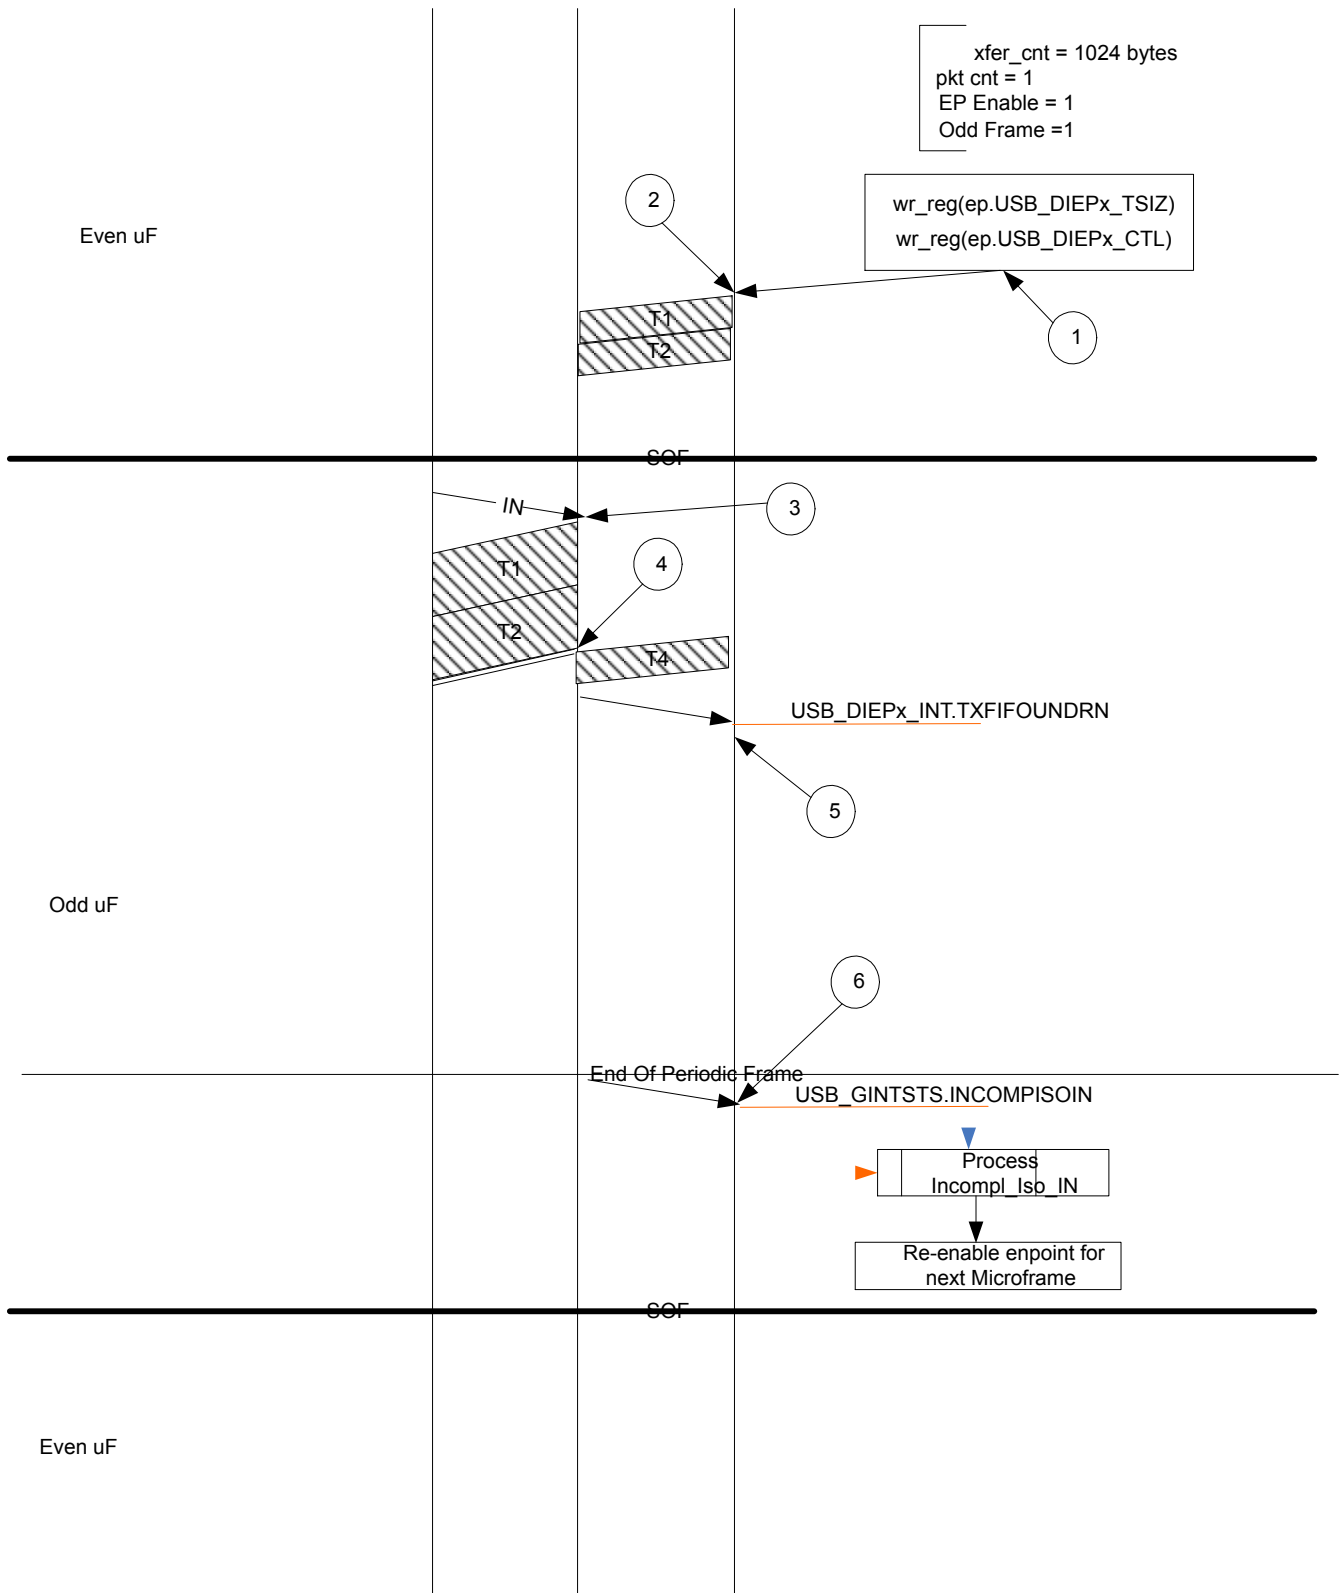 xfer_cnt = 1024 bytes
pkt cnt = 1
EP Enable = 1
Odd Frame =1
2
wr_reg(ep.USB_DIEPx_TSIZ)
wr_reg(ep.USB_DIEPx_CTL)
Even uF
T1
T2
1
SOF
IN
3
T1
4
T2
T4
USB_DIEPx_INT.TXFIFOUNDRN
5
Odd uF
6
End Of Periodic Frame
USB_GINTSTS.INCOMPISOIN
Process
Incompl_Iso_IN
Re-enable enpoint for
next Microframe
SOF
Even uF